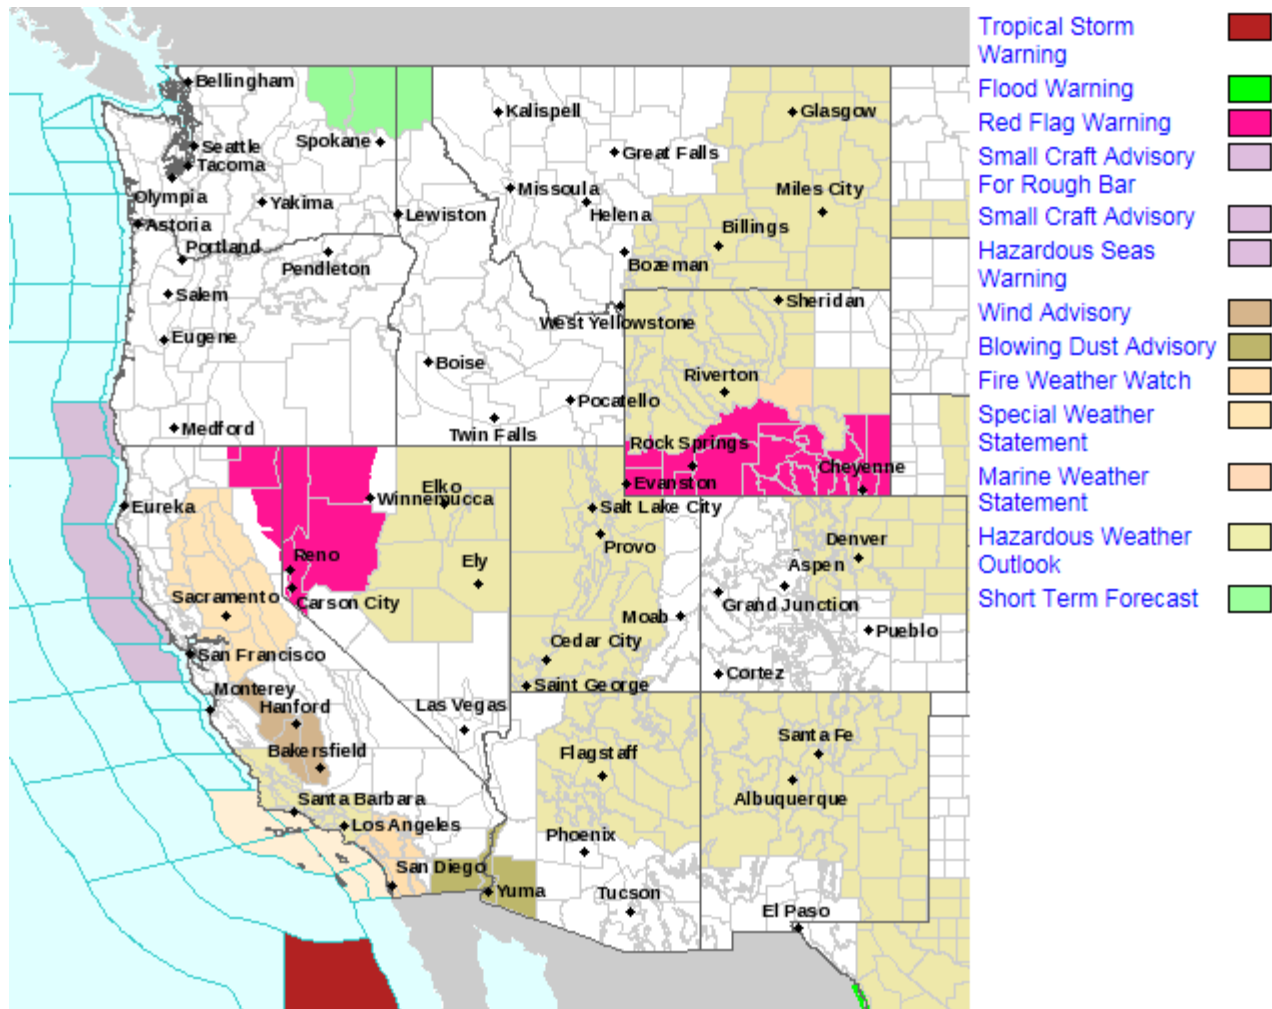 Tropical Storm
Warning
Flood Warning
Red Flag Warning
Small Craft Advisory
For Rough Bar
Small Craft Advisory
Hazardous Seas
Warning
Wind Advisory
Blowing Dust Advisory
Fire Weather Watch
Special Weather
Statement
Marine Weather
Statement
Hazardous Weather
Outlook
Short Term Forecast
Bellingham
Kalispell
Glasgow
Seattle
Spokane
Great Falls
Tacoma
Olympia
Yakima
Missoula
Miles City
Helena
Lewiston
Astoria
Portland
Billings
Pendleton
Bozeman
Salem
Sheridan
West Yellowstone
Eugene
Boise
Riverton
Pocatello
Medford
Twin Falls
Rock Springs
Cheyenne
Evanston
Elko
Winnemucca
Eureka
Salt Lake City
Provo
Denver
Reno
Ely
Aspen
Sacramento
Carson City
Grand Junction
Moab
Pueblo
Cedar City
San Francisco
Cortez
Saint George
Monterey
Hanford
Las Vegas
Bakersfield
Flagstaff
Santa Fe
Albuquerque
Santa Barbara
Los Angeles
Phoenix
San Diego
Yuma
Tucson
El Paso